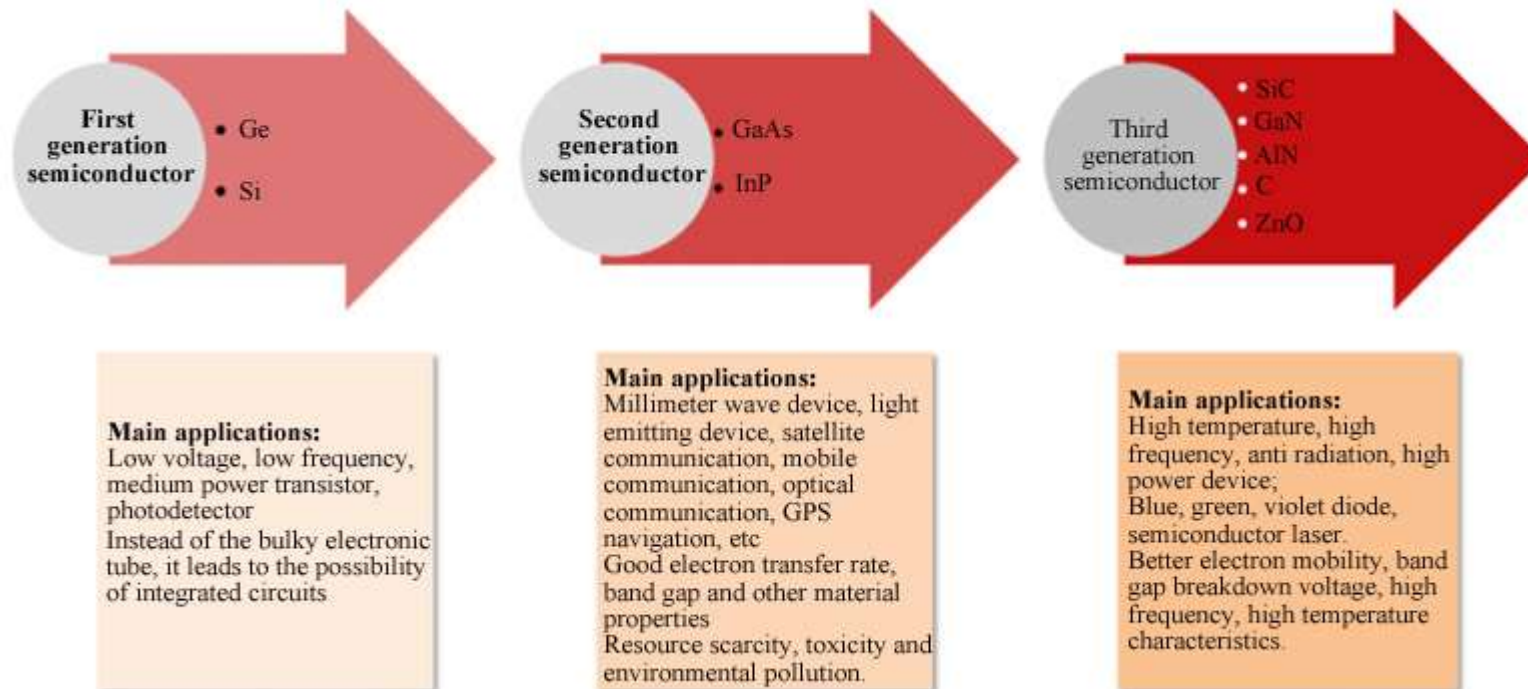 First
generation
semiconductor
• Ge
• Si
Second
generation
semiconductor
• GaAs
• InP
Third
generation
semiconductor
• SiC
• GaN
• AlN
• C
• ZnO
Main applications:
Low voltage, low frequency,
medium power transistor,
photodetector
Instead of the bulky electronic
tube, it leads to the possibility
of integrated circuits
Main applications:
Millimeter wave device, light
emitting device, satellite
communication, mobile
communication, optical
communication, GPS
navigation, etc
Good electron transfer rate,
band gap and other material
properties
Resource scarcity, toxicity and
environmental pollution.
Main applications:
High temperature, high
frequency, anti radiation, high
power device;
Blue, green, violet diode,
semiconductor laser.
Better electron mobility, band
gap breakdown voltage, high
frequency, high temperature
characteristics.